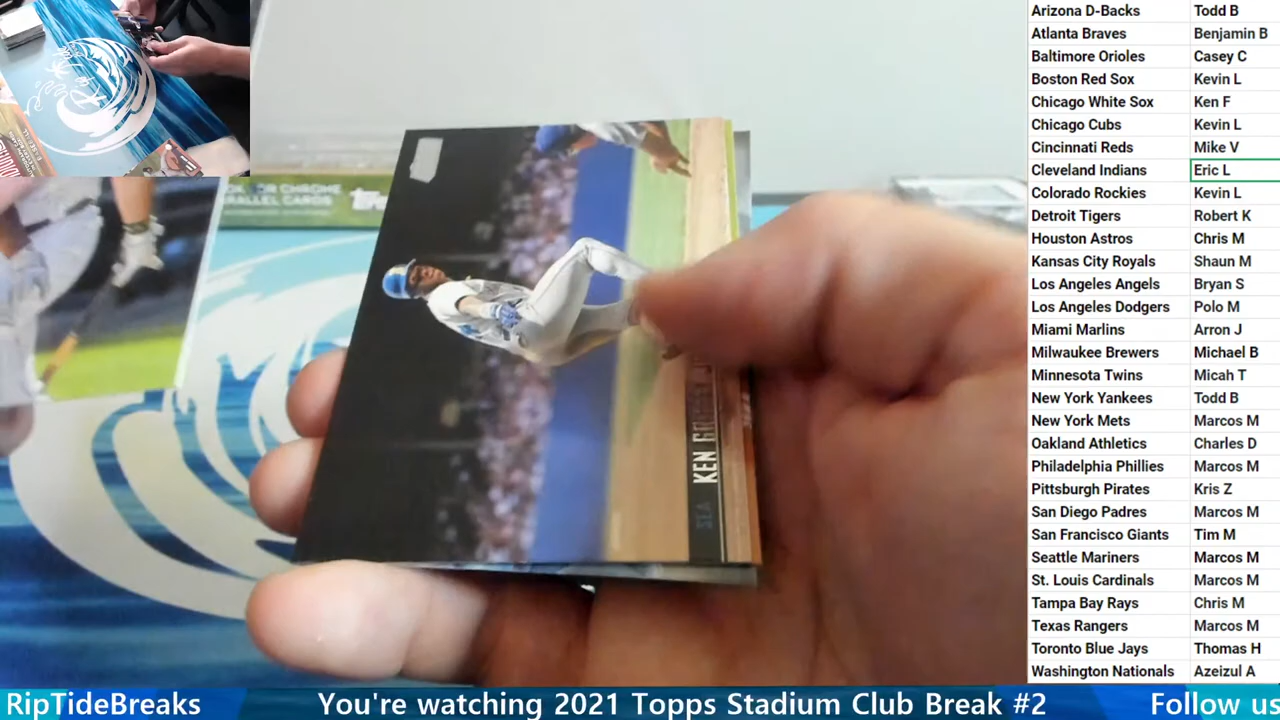 Arizona D-Backs Todd B
Atlanta Braves Benjamin B
Baltimore Orioles Casey C
Boston Red Sox Kevin L
Chicago White Sox Ken F
Chicago Cubs Kevin L
Cincinnati Reds Mike V
Cleveland Indians Eric L
Colorado Rockies Kevin L
Detroit Tigers Robert K
Houston Astros Chris M
Kansas City Royals Shaun M
Los Angeles Angels Bryan S
Los Angeles Dodgers Polo M
Miami Marlins Arron J
Milwaukee Brewers Michael B
Minnesota Twins Micah T
New York Yankees Todd B
New York Mets Marcos M
Oakland Athletics Charles D
Philadelphia Phillies Marcos M
Pittsburgh Pirates Kris Z
San Diego Padres Marcos M
San Francisco Giants Tim M
Seattle Mariners Marcos M
St. Louis Cardinals Marcos M
Tampa Bay Rays Chris M
Texas Rangers Marcos M
Toronto Blue Jays Thomas H
Washington Nationals Azeizul A
CHROME
PARALLEL CARDS
SEA KEN
RipTideBreaks You're watching 2021 Topps Stadium Club Break #2 Follow us